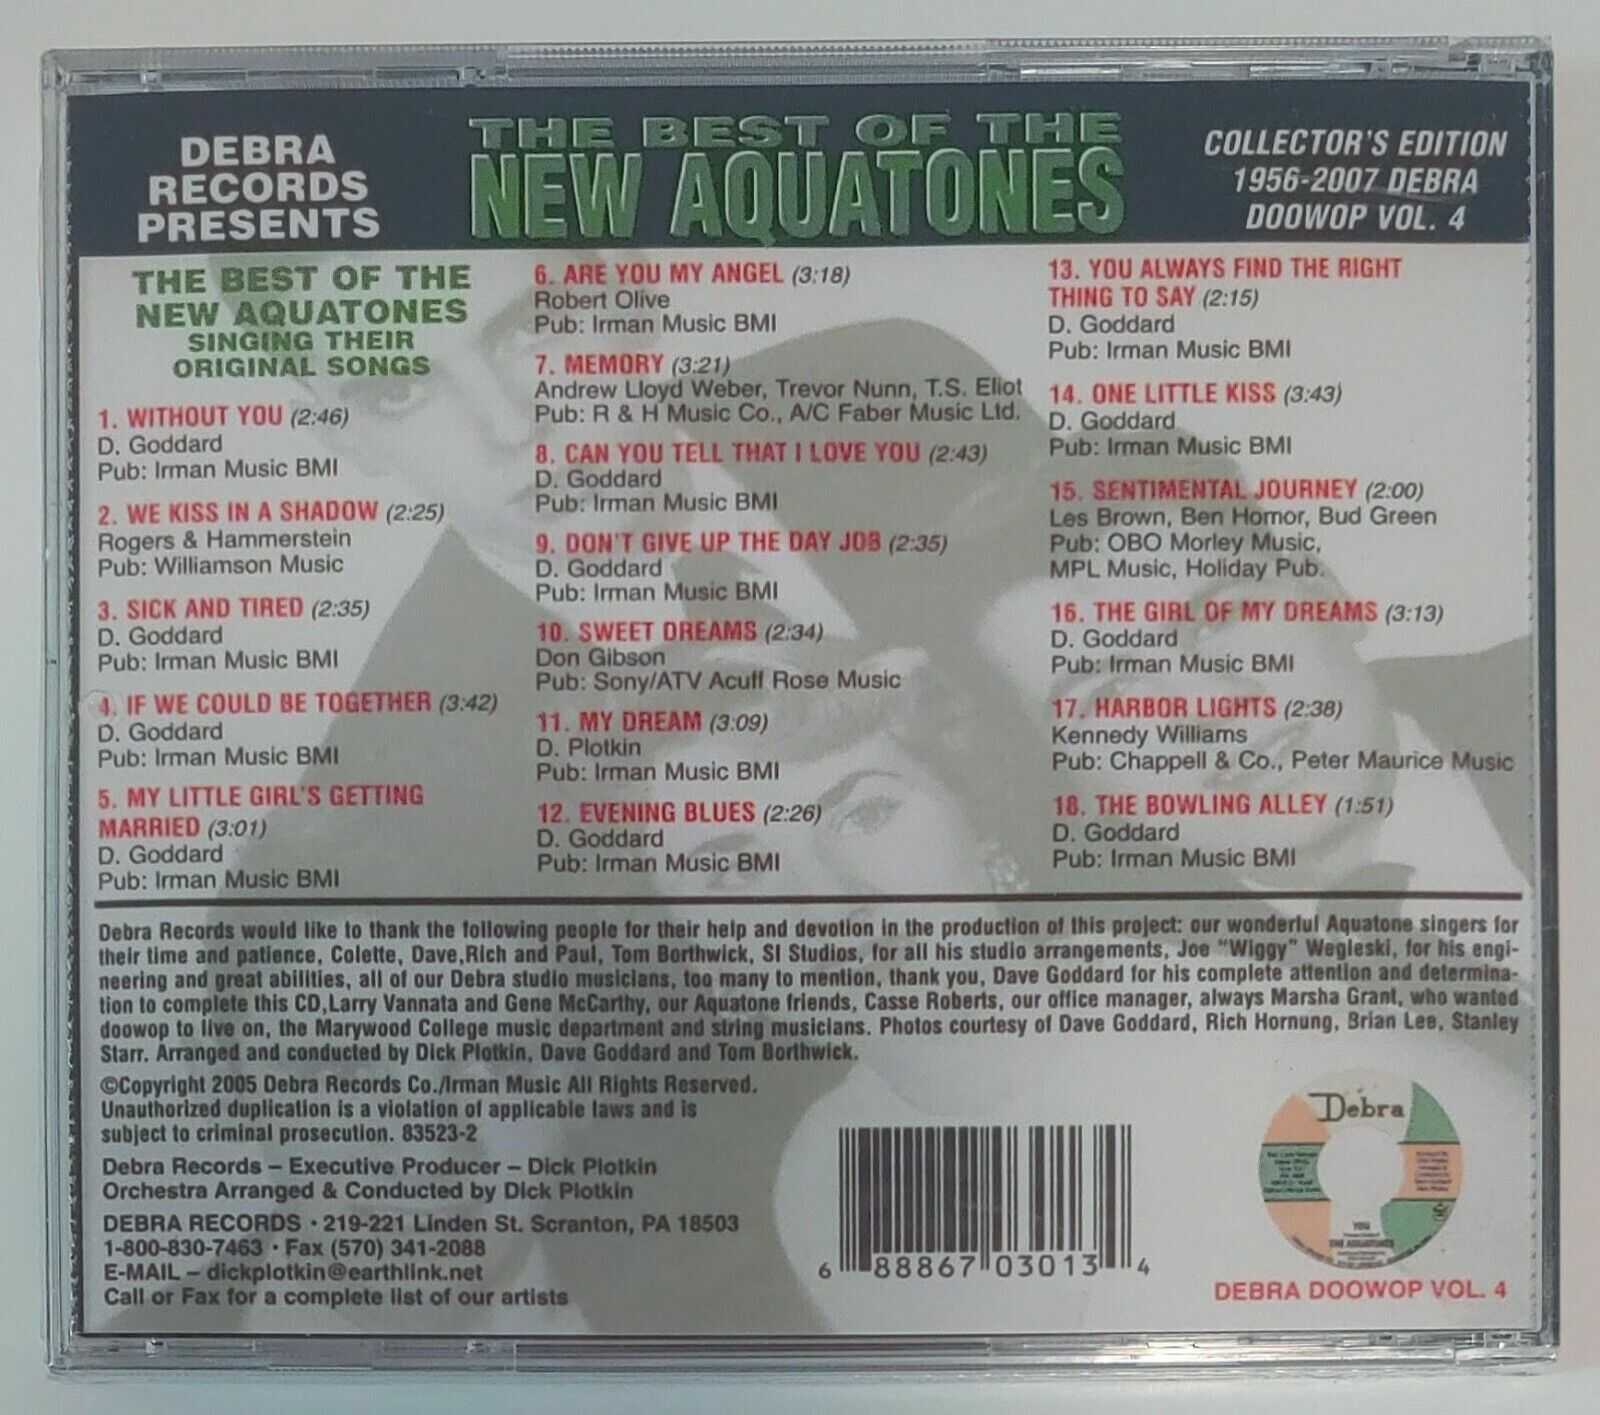 DEBRA
RECORDS
PRESENTS
THE BEST OF THE
NEW AQUATONES
COLLECTOR'S EDITION
1956-2007 DEBRA
DOOWOP VOL. 4
THE BEST OF THE
NEW AQUATONES
SINGING THEIR
ORIGINAL SONGS
1. WITHOUT YOU (2:46)
D. Goddard
Pub: Irman Music BMI
2. WE KISS IN A SHADOW (2:25)
Rogers & Hammerstein
Pub: Williamson Music
3. SICK AND TIRED (2:35)
D. Goddard
Pub: Irman Music BMI
4. IF WE COULD BE TOGETHER (3:42)
D. Goddard
Pub: Irman Music BMI
5. MY LITTLE GIRL'S GETTING
MARRIED (3:01)
D. Goddard
Pub: Irman Music BMI
6. ARE YOU MY ANGEL (3:18)
Robert Olive
Pub: Irman Music BMI
7. MEMORY (3:21)
Andrew Lloyd Weber, Trevor Nunn, T.S. Eliot
Pub: R & H Music Co., A/C Faber Music Ltd.
8. CAN YOU TELL THAT I LOVE YOU (2:43)
D. Goddard
Pub: Irman Music BMI
9. DON'T GIVE UP THE DAY JOB (2:35)
D. Goddard
Pub: Irman Music BMI
10. SWEET DREAMS (2:34)
Don Gibson
Pub: Sony/ATV Acuff Rose Music
11. MY DREAM (3:09)
D. Plotkin
Pub: Irman Music BMI
12. EVENING BLUES (2:26)
D. Goddard
Pub: Irman Music BMI
13. YOU ALWAYS FIND THE RIGHT
THING TO SAY (2:15)
D. Goddard
Pub: Irman Music BMI
14. ONE LITTLE KISS (3:43)
D. Goddard
Pub: Irman Music BMI
15. SENTIMENTAL JOURNEY (2:00)
Les Brown, Ben Homor, Bud Green
Pub: OBO Morley Music,
MPL Music, Holiday Pub.
16. THE GIRL OF MY DREAMS (3:13)
D. Goddard
Pub: Irman Music BMI
17. HARBOR LIGHTS (2:38)
Kennedy Williams
Pub: Chappell & Co., Peter Maurice Music
18. THE BOWLING ALLEY (1:51)
D. Goddard
Pub: Irman Music BMI
Debra Records would like to thank the following people for their help and devotion in the production of this project: our wonderful Aquatone singers for
their time and patience, Colette, Dave,Rich and Paul, Tom Borthwick, SI Studios, for all his studio arrangements, Joe "Wiggy" Wegleski, for his engi-
neering and great abilities, all of our Debra studio musicians, too many to mention, thank you, Dave Goddard for his complete attention and determina-
tion to complete this CD,Larry Vannata and Gene McCarthy, our Aquatone friends, Casse Roberts, our office manager, always Marsha Grant, who wanted
doowop to live on, the Marywood College music department and string musicians. Photos courtesy of Dave Goddard, Rich Hornung, Brian Lee, Stanley
Starr. Arranged and conducted by Dick Plotkin, Dave Goddard and Tom Borthwick.
©Copyright 2005 Debra Records Co./Irman Music All Rights Reserved.
Unauthorized duplication is a violation of applicable laws and is
subject to criminal prosecution. 83523-2
Debra Records – Executive Producer – Dick Plotkin
Orchestra Arranged & Conducted by Dick Plotkin
DEBRA RECORDS • 219-221 Linden St. Scranton, PA 18503
1-800-830-7463 • Fax (570) 341-2088
E-MAIL – dickplotkin@earthlink.net
Call or Fax for a complete list of our artists
6 88867 03013 4
Debra
YOU
THE AQUATONES
DEBRA DOOWOP VOL. 4